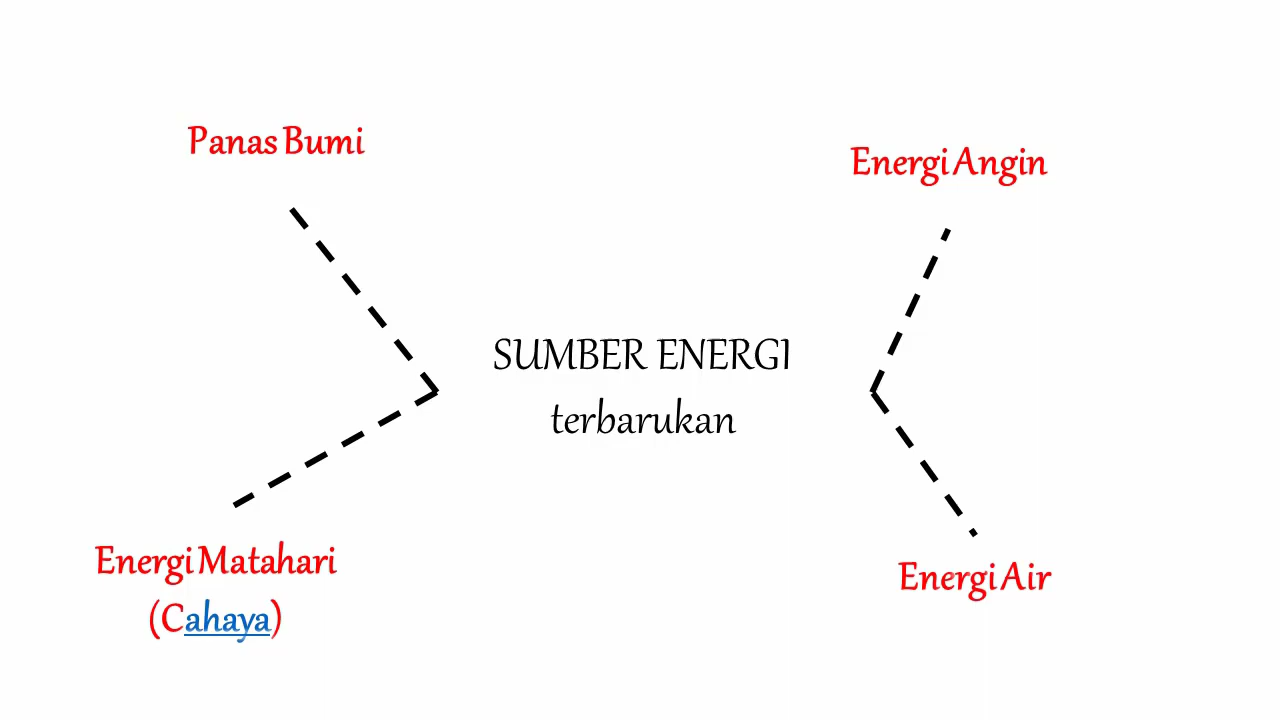 Panas Bumi
Energi Angin
SUMBER ENERGI
terbarukan
Energi Matahari
(Cahaya)
Energi Air